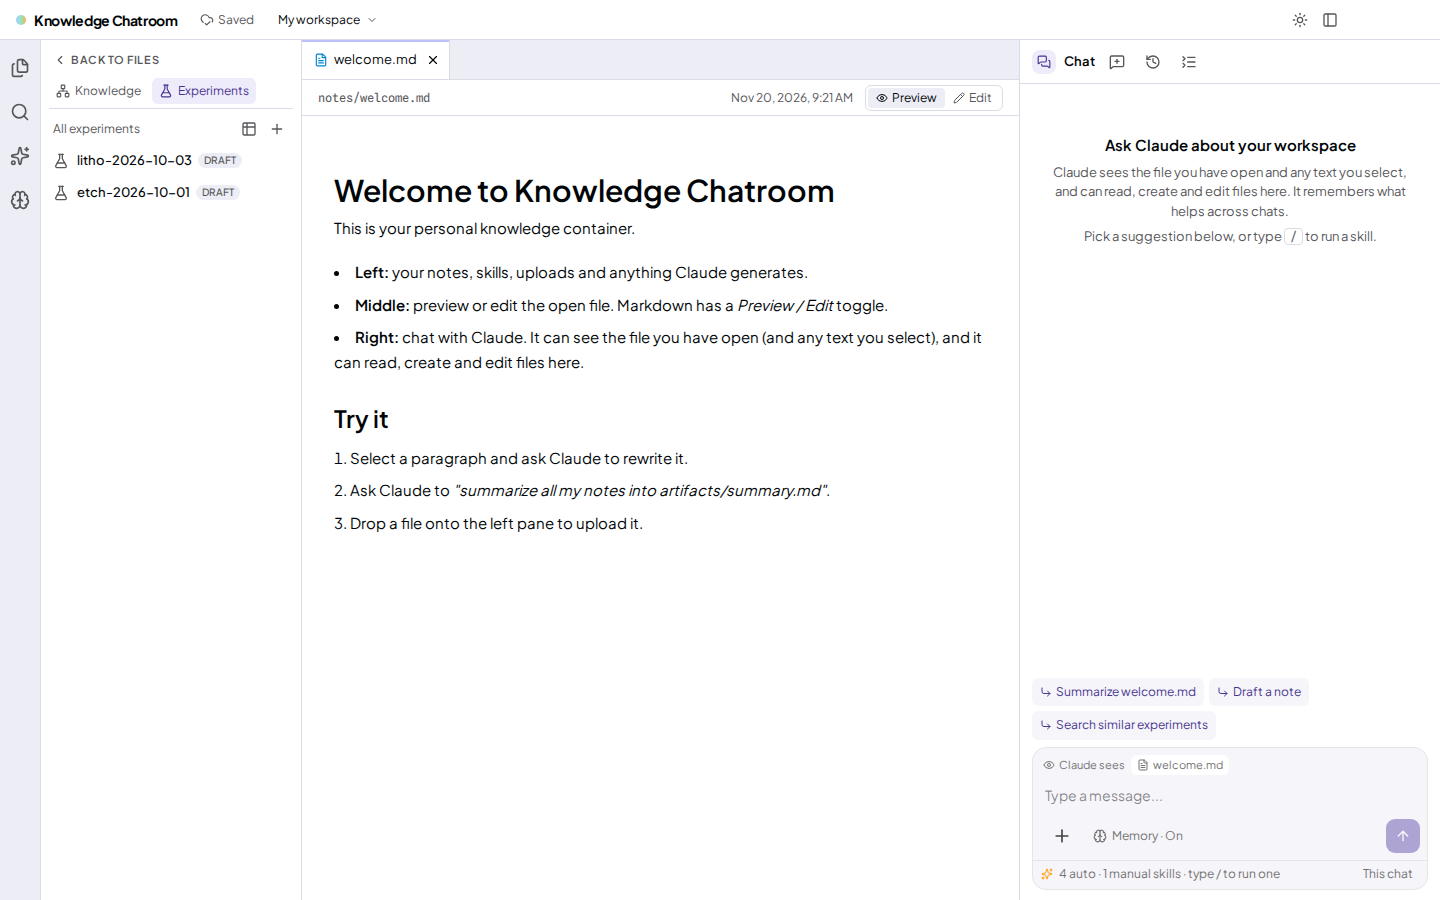 Knowledge Chatroom
Saved
My workspace
BACK TO FILES
Knowledge
Experiments
All experiments
litho-2026-10-03 DRAFT
etch-2026-10-01 DRAFT
welcome.md
notes/welcome.md
Nov 20, 2026, 9:21 AM
Preview
Edit
Welcome to Knowledge Chatroom
This is your personal knowledge container.
• Left: your notes, skills, uploads and anything Claude generates.
• Middle: preview or edit the open file. Markdown has a Preview / Edit toggle.
• Right: chat with Claude. It can see the file you have open (and any text you select), and it
can read, create and edit files here.
Try it
1. Select a paragraph and ask Claude to rewrite it.
2. Ask Claude to "summarize all my notes into artifacts/summary.md".
3. Drop a file onto the left pane to upload it.
Chat
Ask Claude about your workspace
Claude sees the file you have open and any text you select,
and can read, create and edit files here. It remembers what
helps across chats.
Pick a suggestion below, or type / to run a skill.
Summarize welcome.md
Draft a note
Search similar experiments
Claude sees welcome.md
Type a message...
Memory · On
4 auto · 1 manual skills · type / to run one
This chat